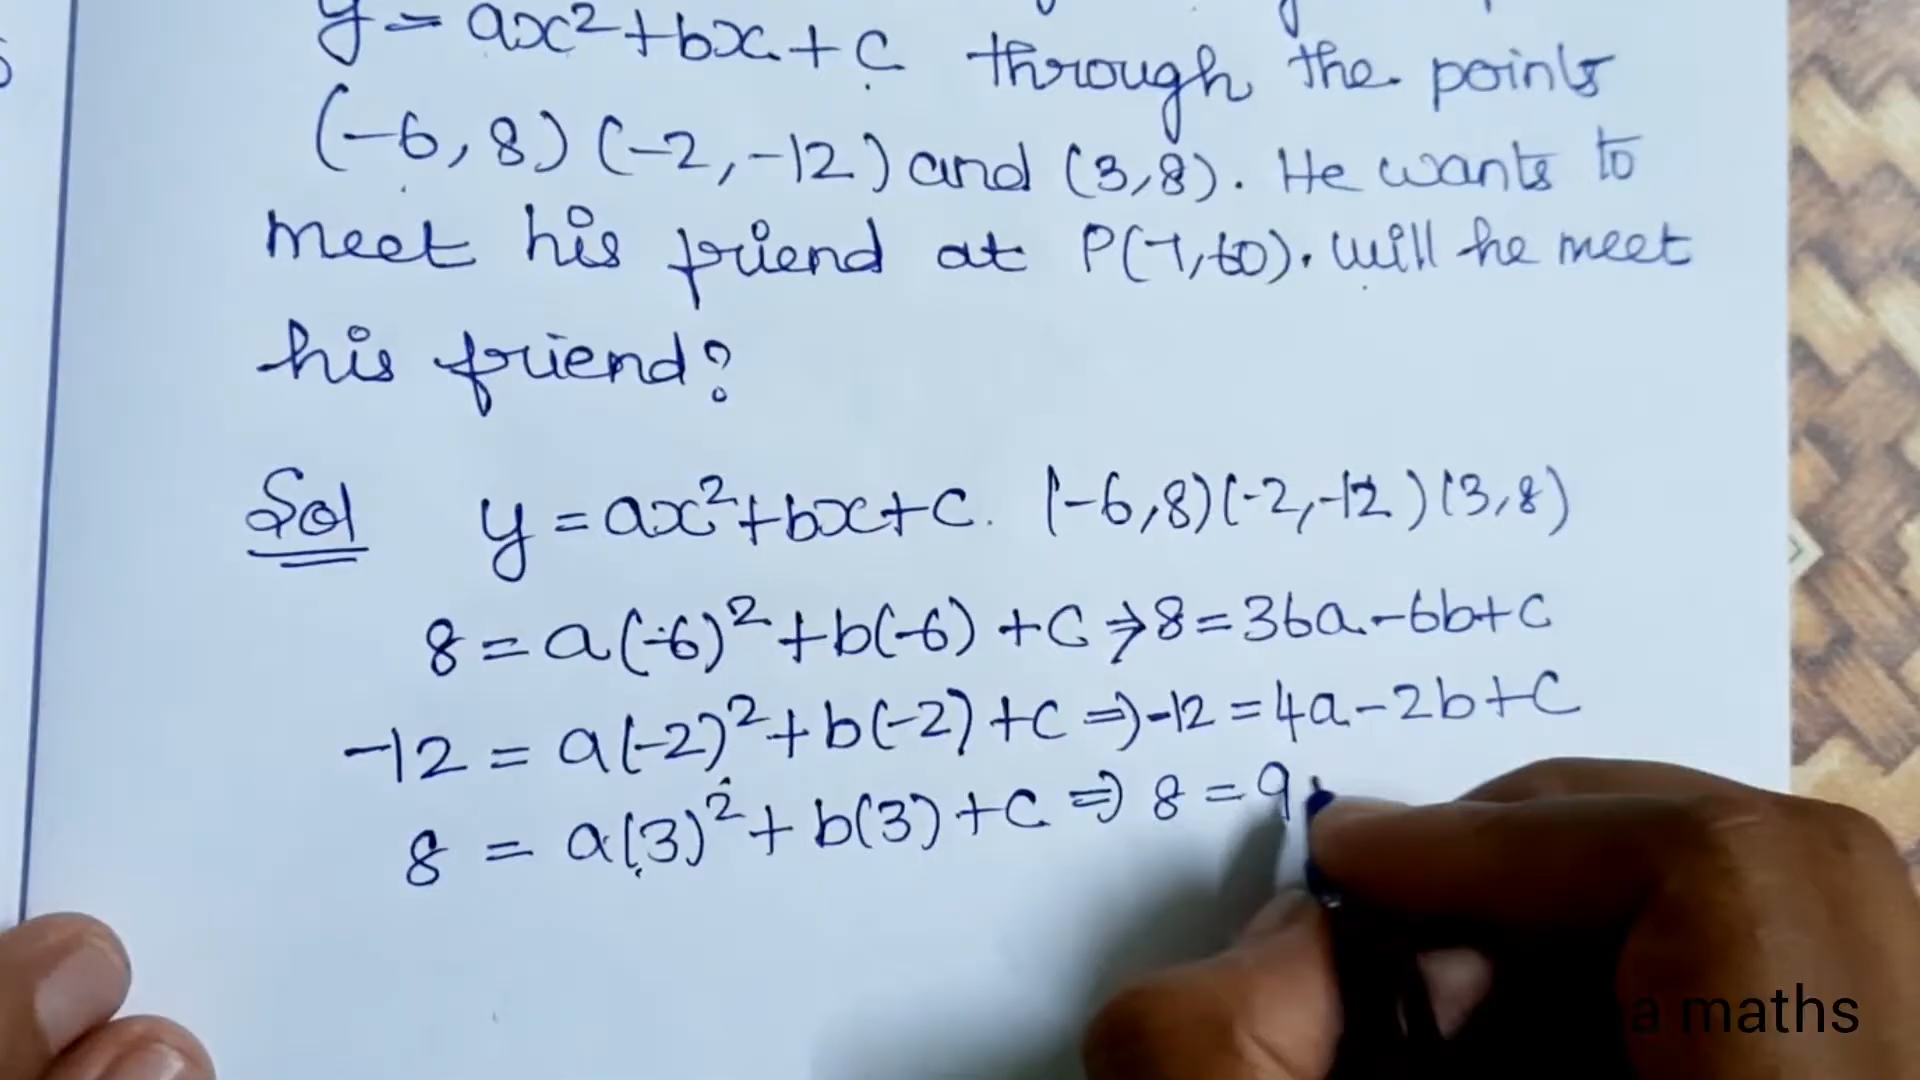 y = ax²+bx+c through the points
(-6,8) (-2,-12) and (3,8). He wants to
meet his friend at P(7,60). will he meet
his friend?
Sol y = ax²+bx+c. (-6,8)(-2,-12)(3,8)
8 = a(-6)²+b(-6)+c ⇒ 8=36a-6b+c
-12 = a(-2)²+b(-2)+c ⇒ -12=4a-2b+c
8 = a(3)²+b(3)+c ⇒ 8=9
a maths